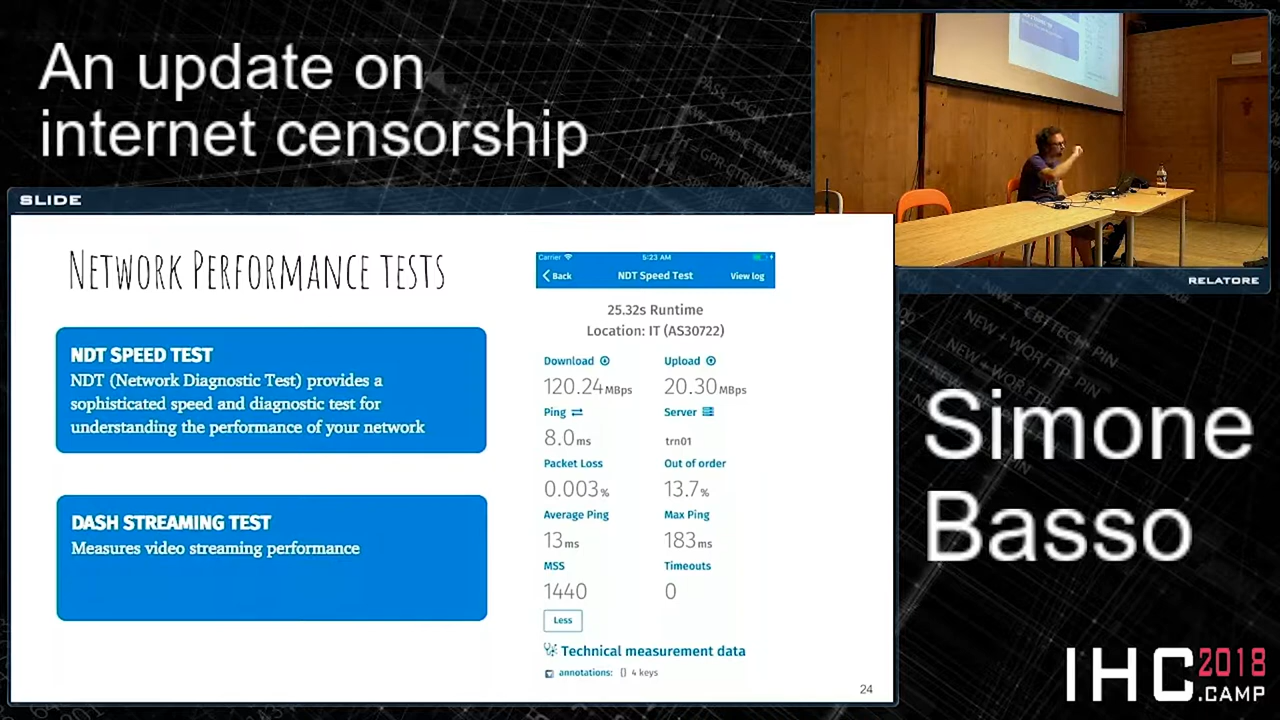 An update on
internet censorship
SLIDE
NETWORK PERFORMANCE TESTS
NDT SPEED TEST
NDT (Network Diagnostic Test) provides a
sophisticated speed and diagnostic test for
understanding the performance of your network
DASH STREAMING TEST
Measures video streaming performance
Carrier 5:23 AM
Back NDT Speed Test View log
25.32s Runtime
Location: IT (AS30722)
Download Upload
120.24 MBps 20.30 MBps
Ping Server
8.0 ms trn01
Packet Loss Out of order
0.003 % 13.7 %
Average Ping Max Ping
13 ms 183 ms
MSS Timeouts
1440 0
Less
Technical measurement data
annotations: {} 4 keys
24
RELATORE
Simone
Basso
IHC 2018
.CAMP